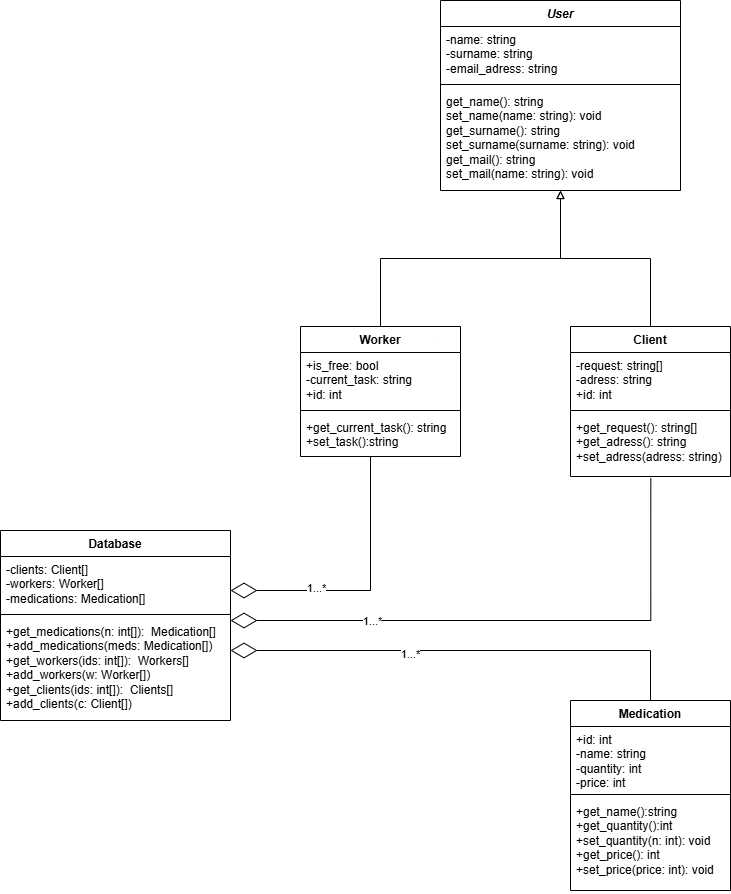 User
-name: string
-surname: string
-email_adress: string
get_name(): string
set_name(name: string): void
get_surname(): string
set_surname(surname: string): void
get_mail(): string
set_mail(name: string): void
Worker
+is_free: bool
-current_task: string
+id: int
+get_current_task(): string
+set_task():string
Client
-request: string[]
-adress: string
+id: int
+get_request(): string[]
+get_adress(): string
+set_adress(adress: string)
Database
-clients: Client[]
-workers: Worker[]
-medications: Medication[]
+get_medications(n: int[]): Medication[]
+add_medications(meds: Medication[])
+get_workers(ids: int[]): Workers[]
+add_workers(w: Worker[])
+get_clients(ids: int[]): Clients[]
+add_clients(c: Client[])
1...*
1...*
1...*
Medication
+id: int
-name: string
-quantity: int
-price: int
+get_name():string
+get_quantity():int
+set_quantity(n: int): void
+get_price(): int
+set_price(price: int): void